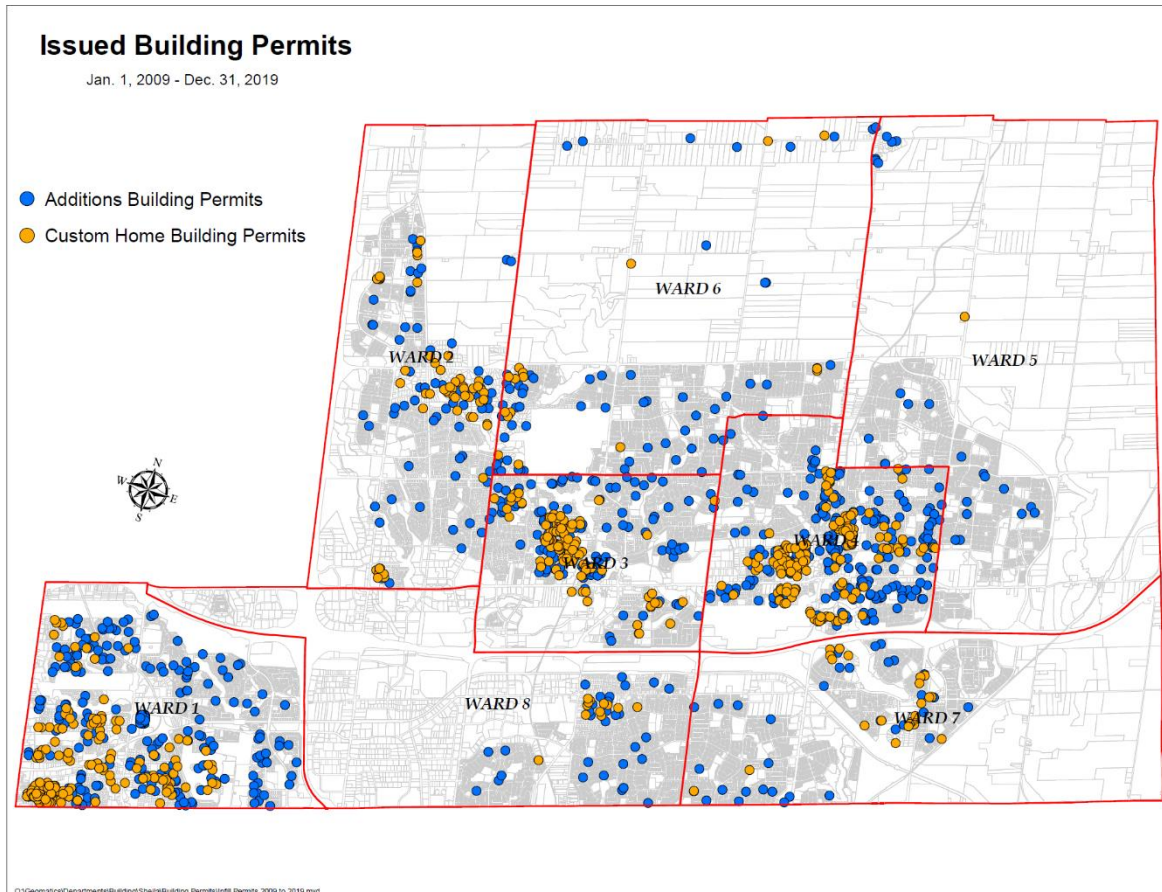 Issued Building Permits
Jan. 1, 2009 - Dec. 31, 2019
Additions Building Permits
Custom Home Building Permits
WARD 6
WARD 2
WARD 5
N
W
E
S
WARD 4
WARD 3
WARD 1
WARD 8
WARD 7